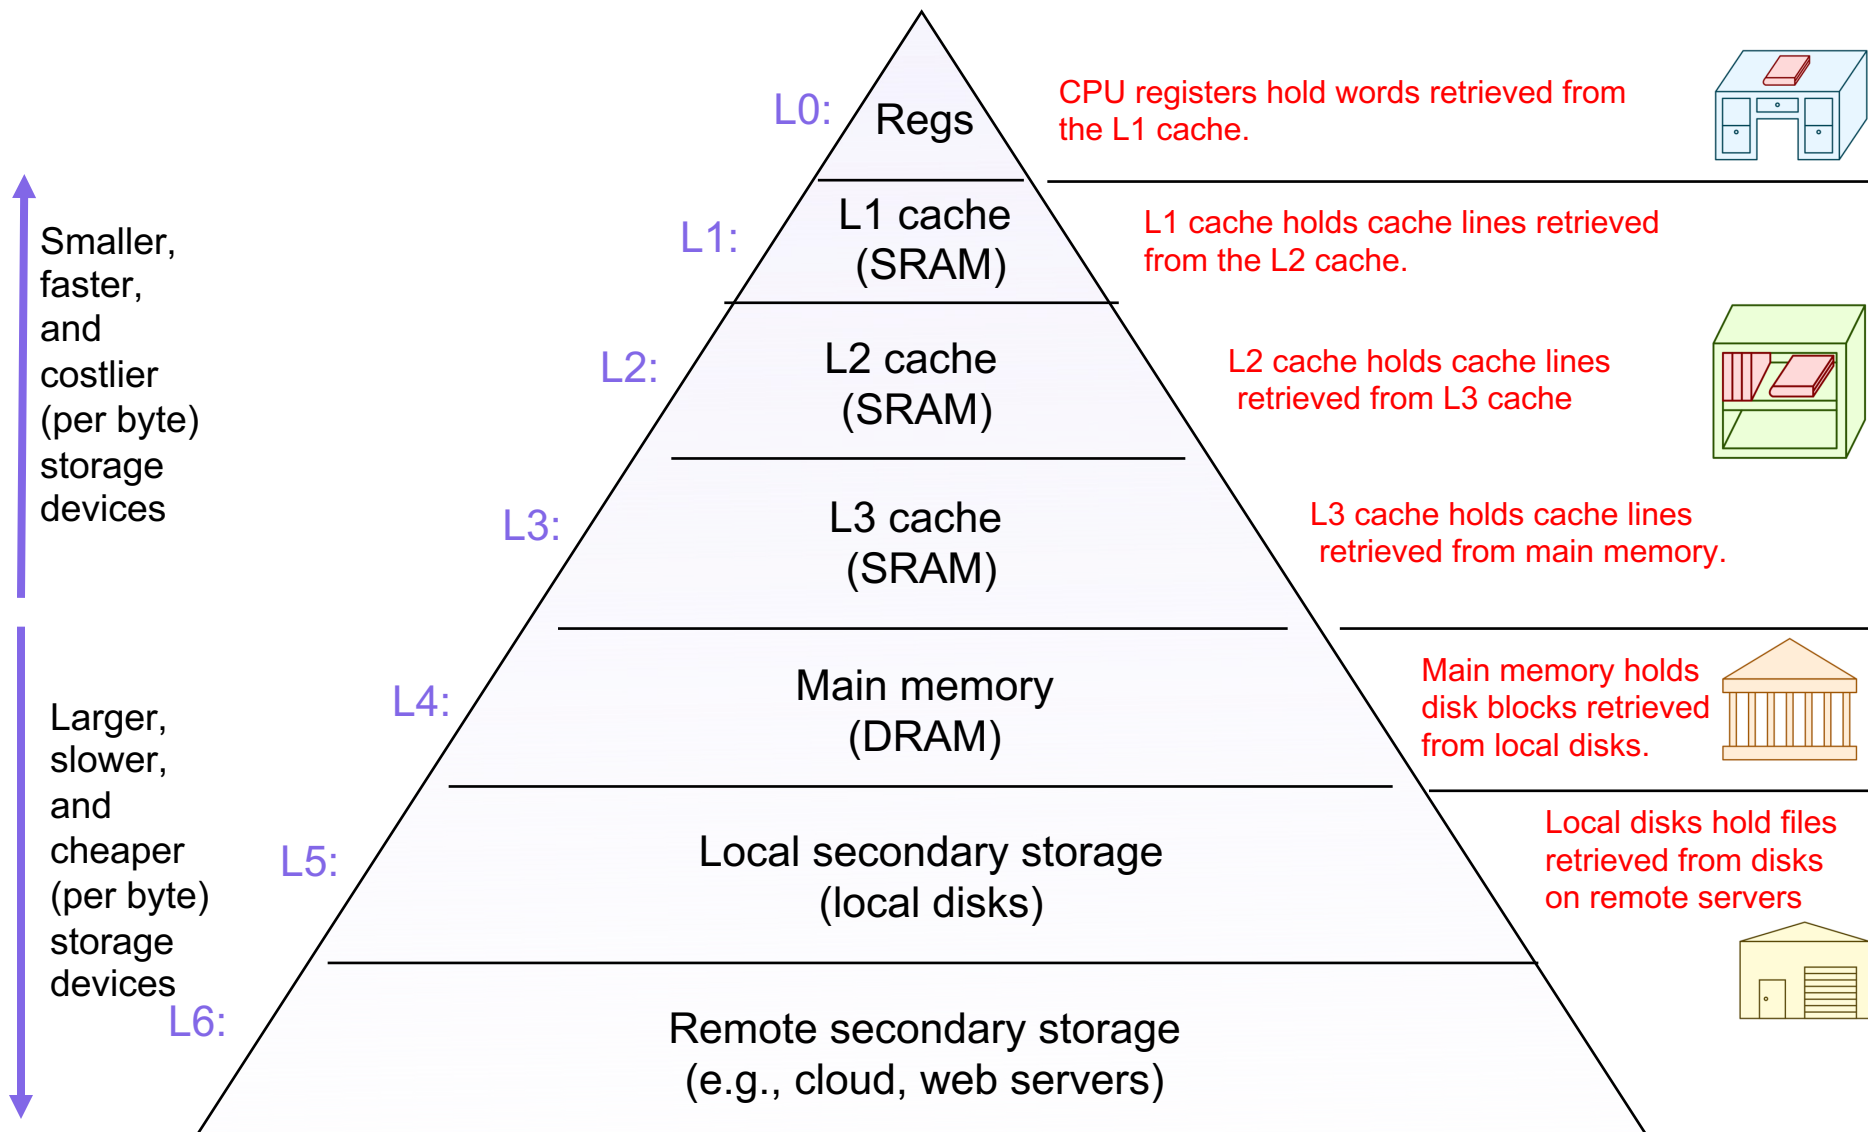 L0:
Regs
CPU registers hold words retrieved from
the L1 cache.
Smaller,
faster,
and
costlier
(per byte)
storage
devices
L1:
L1 cache
(SRAM)
L1 cache holds cache lines retrieved
from the L2 cache.
L2:
L2 cache
(SRAM)
L2 cache holds cache lines
retrieved from L3 cache
L3:
L3 cache
(SRAM)
L3 cache holds cache lines
retrieved from main memory.
Larger,
slower,
and
cheaper
(per byte)
storage
devices
L4:
Main memory
(DRAM)
Main memory holds
disk blocks retrieved
from local disks.
L5:
Local secondary storage
(local disks)
Local disks hold files
retrieved from disks
on remote servers
L6:
Remote secondary storage
(e.g., cloud, web servers)